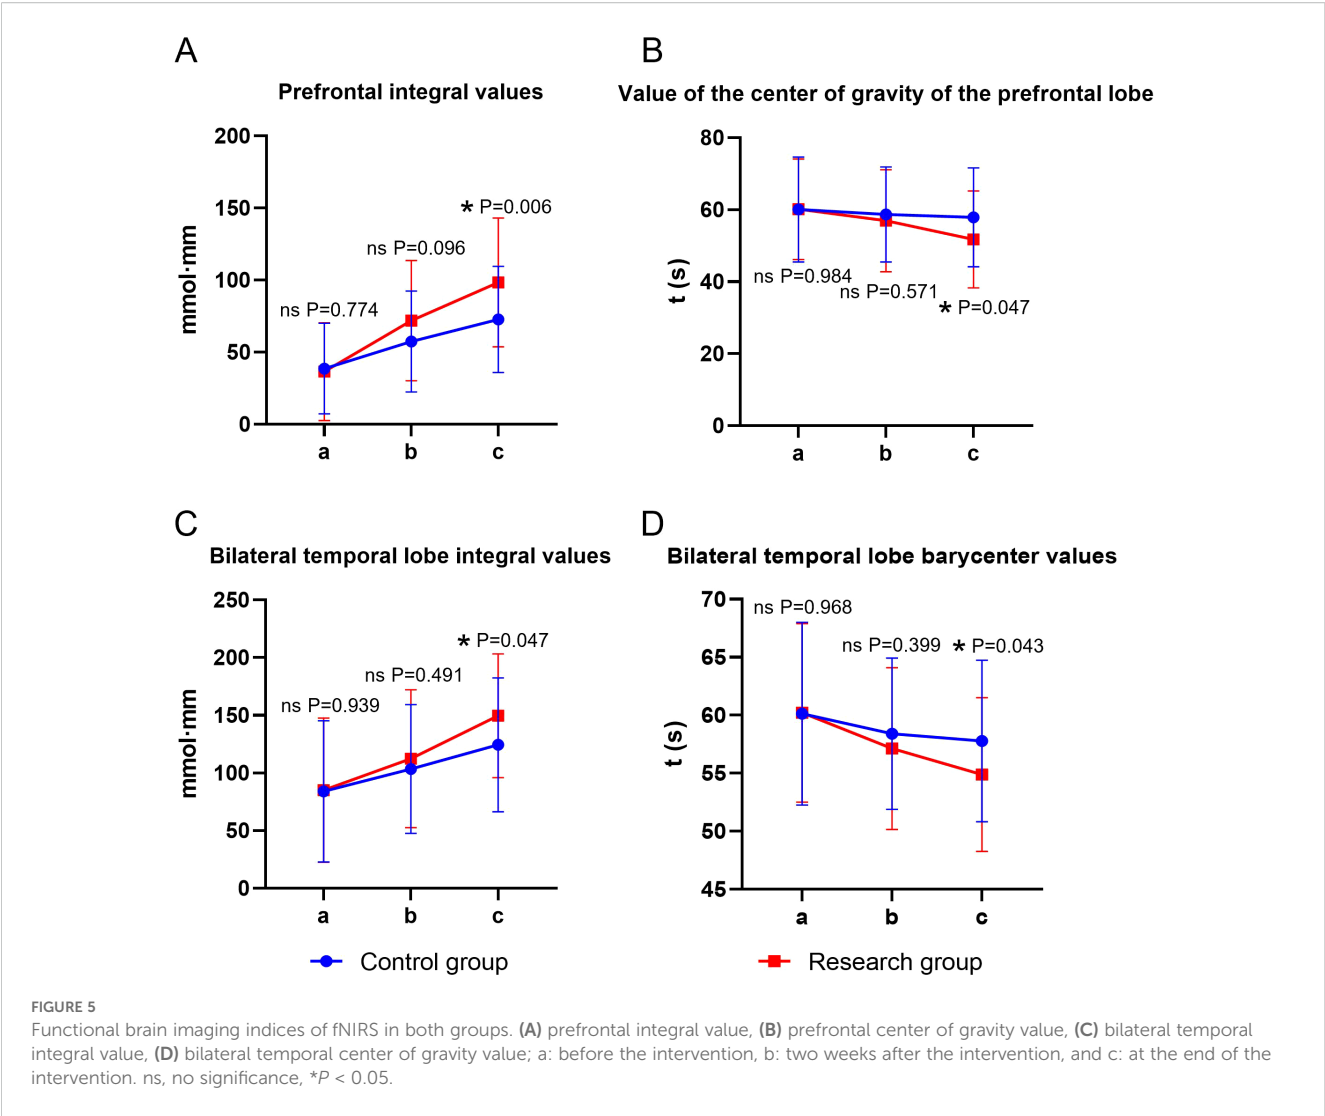 A
Prefrontal integral values
200
150
100
50
0
mmol·mm
ns P=0.774
ns P=0.096
* P=0.006
a b c
B
Value of the center of gravity of the prefrontal lobe
80
60
40
20
0
t (s)
ns P=0.984
ns P=0.571
* P=0.047
a b c
C
Bilateral temporal lobe integral values
250
200
150
100
50
0
mmol·mm
ns P=0.939
ns P=0.491
* P=0.047
a b c
D
Bilateral temporal lobe barycenter values
70
65
60
55
50
45
t (s)
ns P=0.968
ns P=0.399
* P=0.043
a b c
Control group
Research group
FIGURE 5
Functional brain imaging indices of fNIRS in both groups. (A) prefrontal integral value, (B) prefrontal center of gravity value, (C) bilateral temporal
integral value, (D) bilateral temporal center of gravity value; a: before the intervention, b: two weeks after the intervention, and c: at the end of the
intervention. ns, no significance, *P < 0.05.